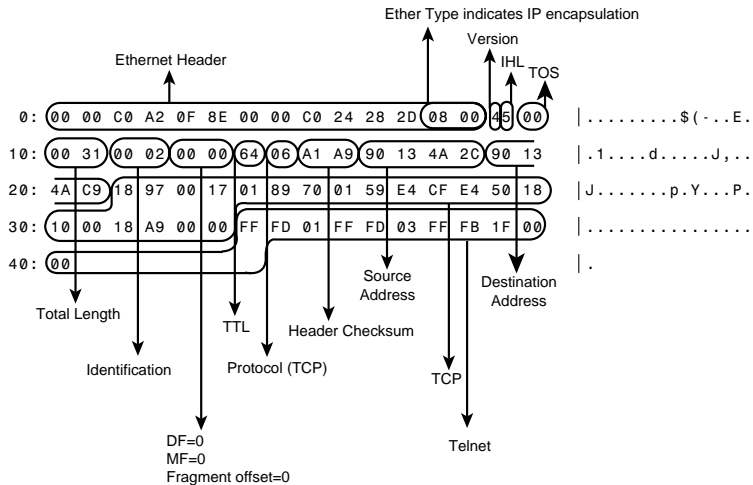 Ether Type indicates IP encapsulation
Version
Ethernet Header
IHL
TOS
0: 00 00 C0 A2 0F 8E 00 00 C0 24 28 2D 08 00 45 00 |.........$(-..E.
10: 00 31 00 02 00 00 64 06 A1 A9 90 13 4A 2C 90 13 |.1....d.....J,..
20: 4A C9 18 97 00 17 01 89 70 01 59 E4 CF E4 50 18 |J.......p.Y...P.
30: 10 00 18 A9 00 00 FF FD 01 FF FD 03 FF FB 1F 00 |................
40: 00 |.
Source
Address
Destination
Address
Total Length
TTL
Header Checksum
Identification
Protocol (TCP)
TCP
DF=0
MF=0
Fragment offset=0
Telnet